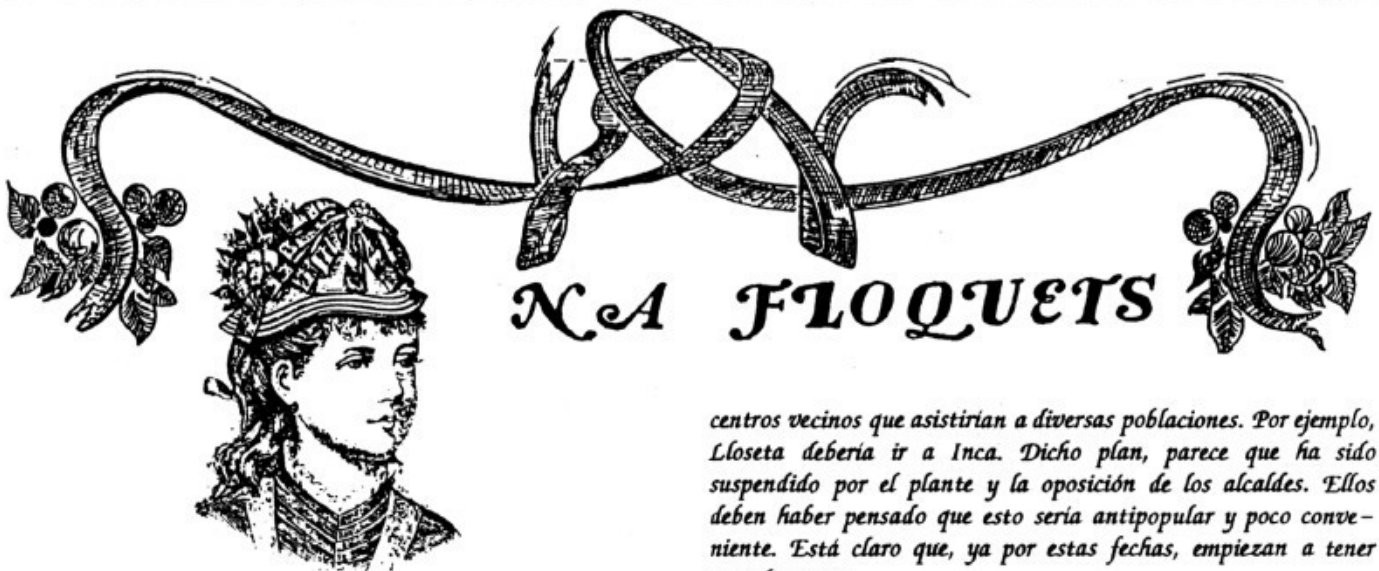 NA FLOQUETS
centros vecinos que asistirian a diversas poblaciones. Por ejemplo,
Lloseta debería ir a Inca. Dicho plan, parece que ha sido
suspendido por el plante y la oposición de los alcaldes. Ellos
deben haber pensado que esto sería antipopular y poco conve-
niente. Está claro que, ya por estas fechas, empiezan a tener